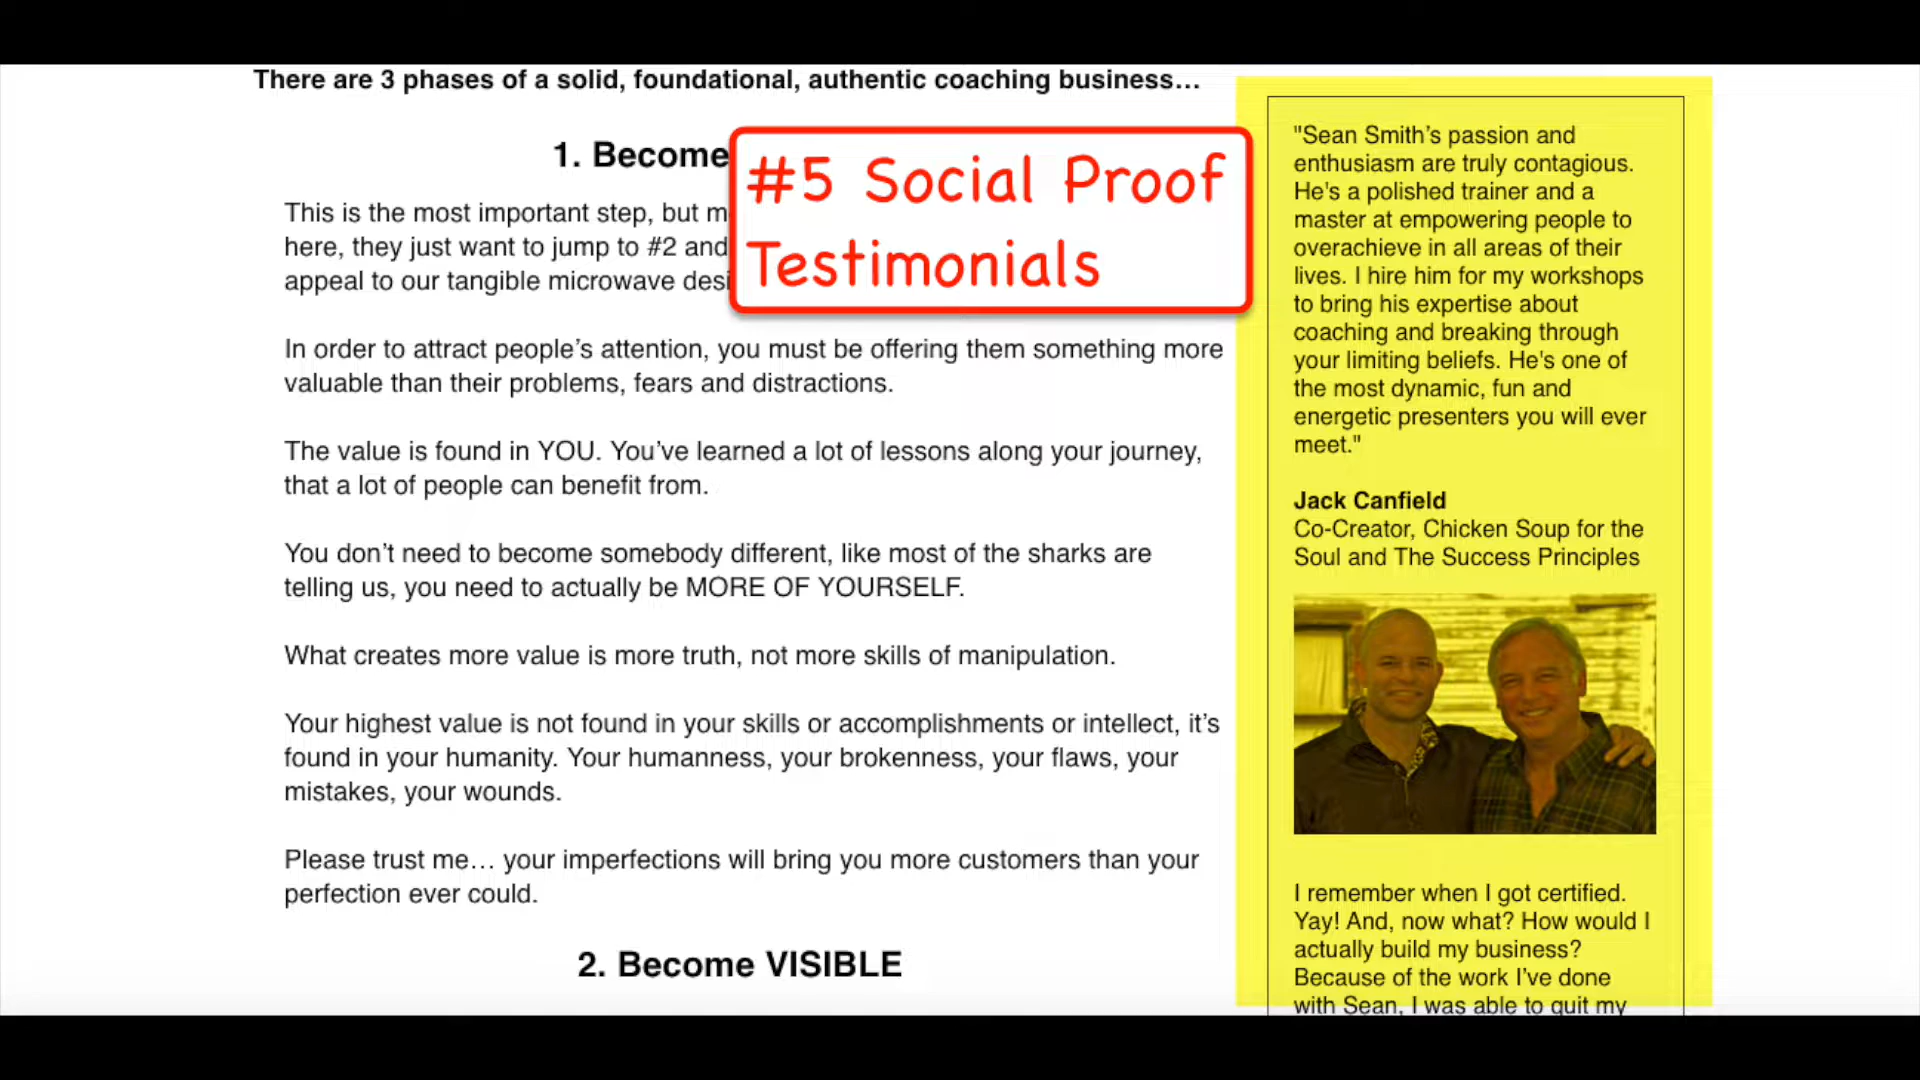 There are 3 phases of a solid, foundational, authentic coaching business…
1. Become
#5 Social Proof
Testimonials
This is the most important step, but
here, they just want to jump to #2 and
appeal to our tangible microwave
In order to attract people’s attention, you must be offering them something more
valuable than their problems, fears and distractions.
The value is found in YOU. You’ve learned a lot of lessons along your journey,
that a lot of people can benefit from.
You don’t need to become somebody different, like most of the sharks are
telling us, you need to actually be MORE OF YOURSELF.
What creates more value is more truth, not more skills of manipulation.
Your highest value is not found in your skills or accomplishments or intellect, it’s
found in your humanity. Your humanness, your brokenness, your flaws, your
mistakes, your wounds.
Please trust me… your imperfections will bring you more customers than your
perfection ever could.
2. Become VISIBLE
"Sean Smith’s passion and
enthusiasm are truly contagious.
He's a polished trainer and a
master at empowering people to
overachieve in all areas of their
lives. I hire him for my workshops
to bring his expertise about
coaching and breaking through
your limiting beliefs. He's one of
the most dynamic, fun and
energetic presenters you will ever
meet."
Jack Canfield
Co-Creator, Chicken Soup for the
Soul and The Success Principles
I remember when I got certified.
Yay! And, now what? How would I
actually build my business?
Because of the work I’ve done
with Sean, I was able to quit my